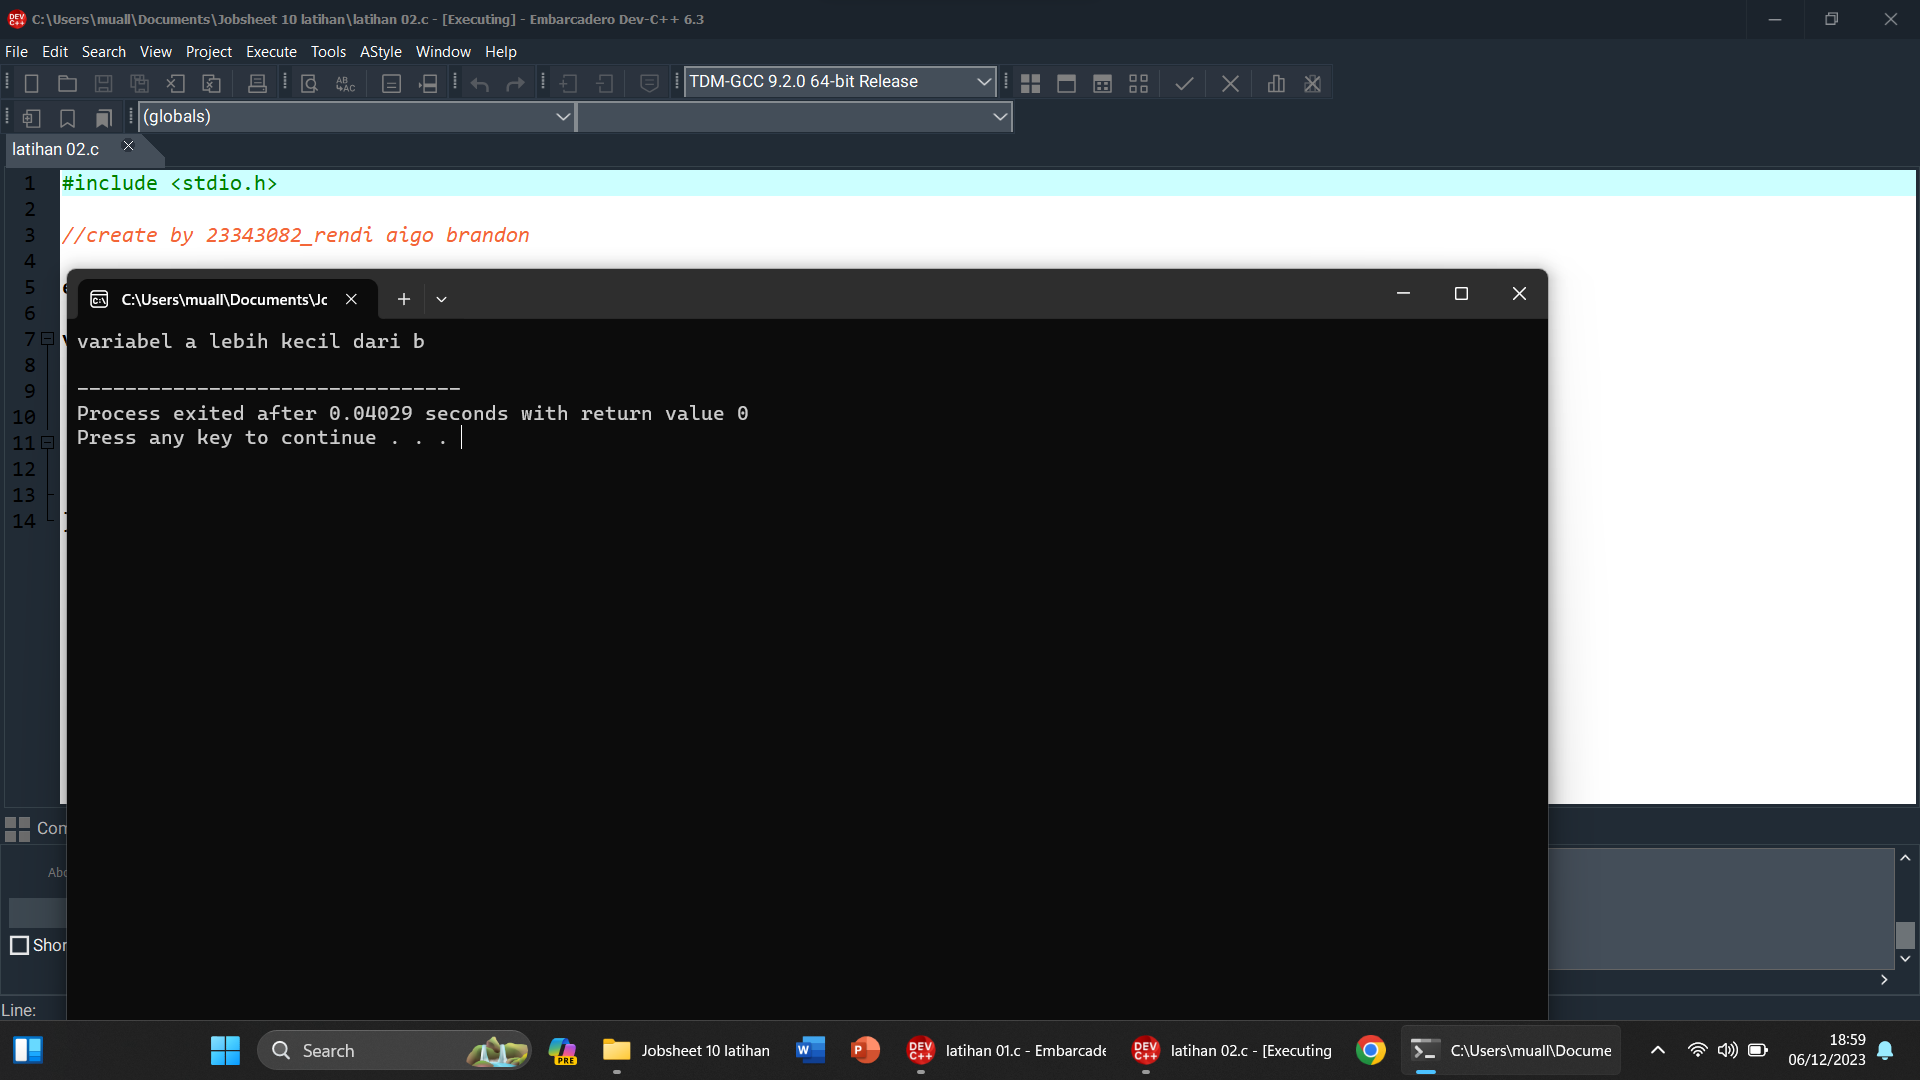 C:\Users\muall\Documents\Jobsheet 10 latihan\latihan 02.c - [Executing] - Embarcadero Dev-C++ 6.3
File Edit Search View Project Execute Tools AStyle Window Help
TDM-GCC 9.2.0 64-bit Release
(globals)
latihan 02.c
1 #include <stdio.h>
2
3 //create by 23343082_rendi aigo brandon
4
5
6
7
8
9
10
11
12
13
14
C:\Users\muall\Documents\Jc
variabel a lebih kecil dari b
--------------------------------
Process exited after 0.04029 seconds with return value 0
Press any key to continue . . .
Com
Abo
Shor
Line:
Search
PRE
Jobsheet 10 latihan
latihan 01.c - Embarcade
latihan 02.c - [Executing
C:\Users\muall\Docume
18:59
06/12/2023